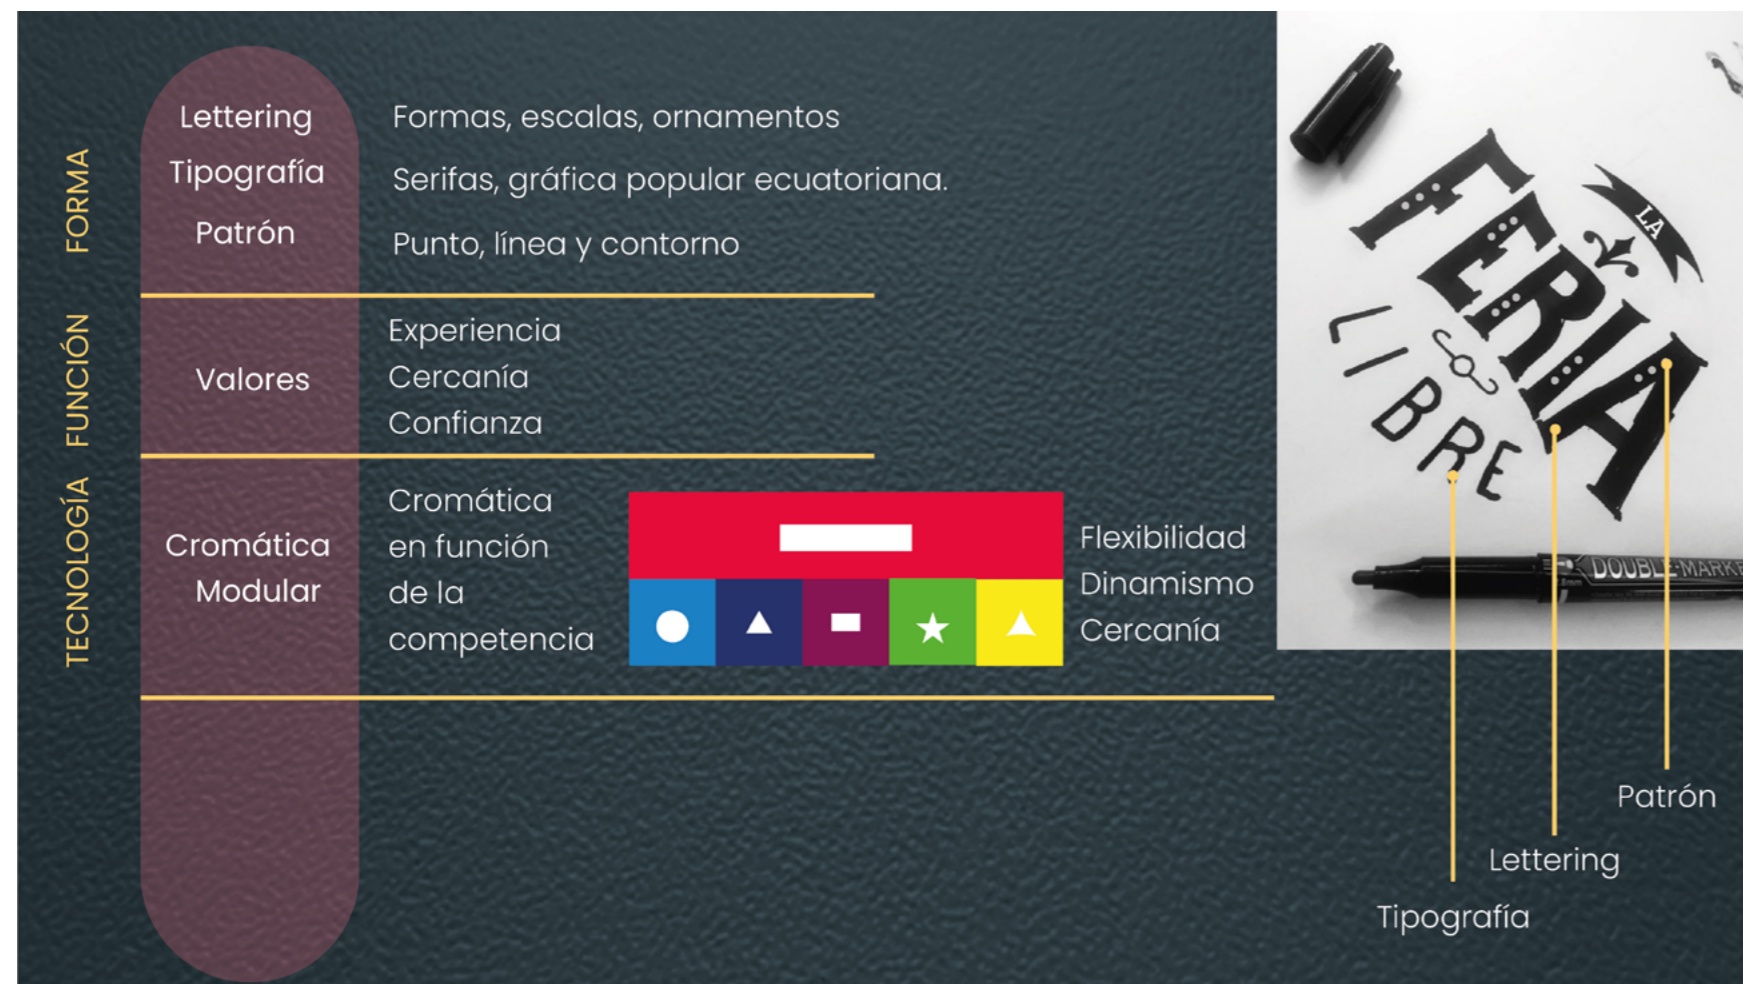 FORMA
Lettering
Formas, escalas, ornamentos
Tipografía
Serifas, gráfica popular ecuatoriana.
Patrón
Punto, línea y contorno
FUNCIÓN
Valores
Experiencia
Cercanía
Confianza
TECNOLOGÍA
Cromática
Modular
Cromática
en función
de la
competencia
Flexibilidad
Dinamismo
Cercanía
LA
FERIA
LIBRE
Patrón
Lettering
Tipografía